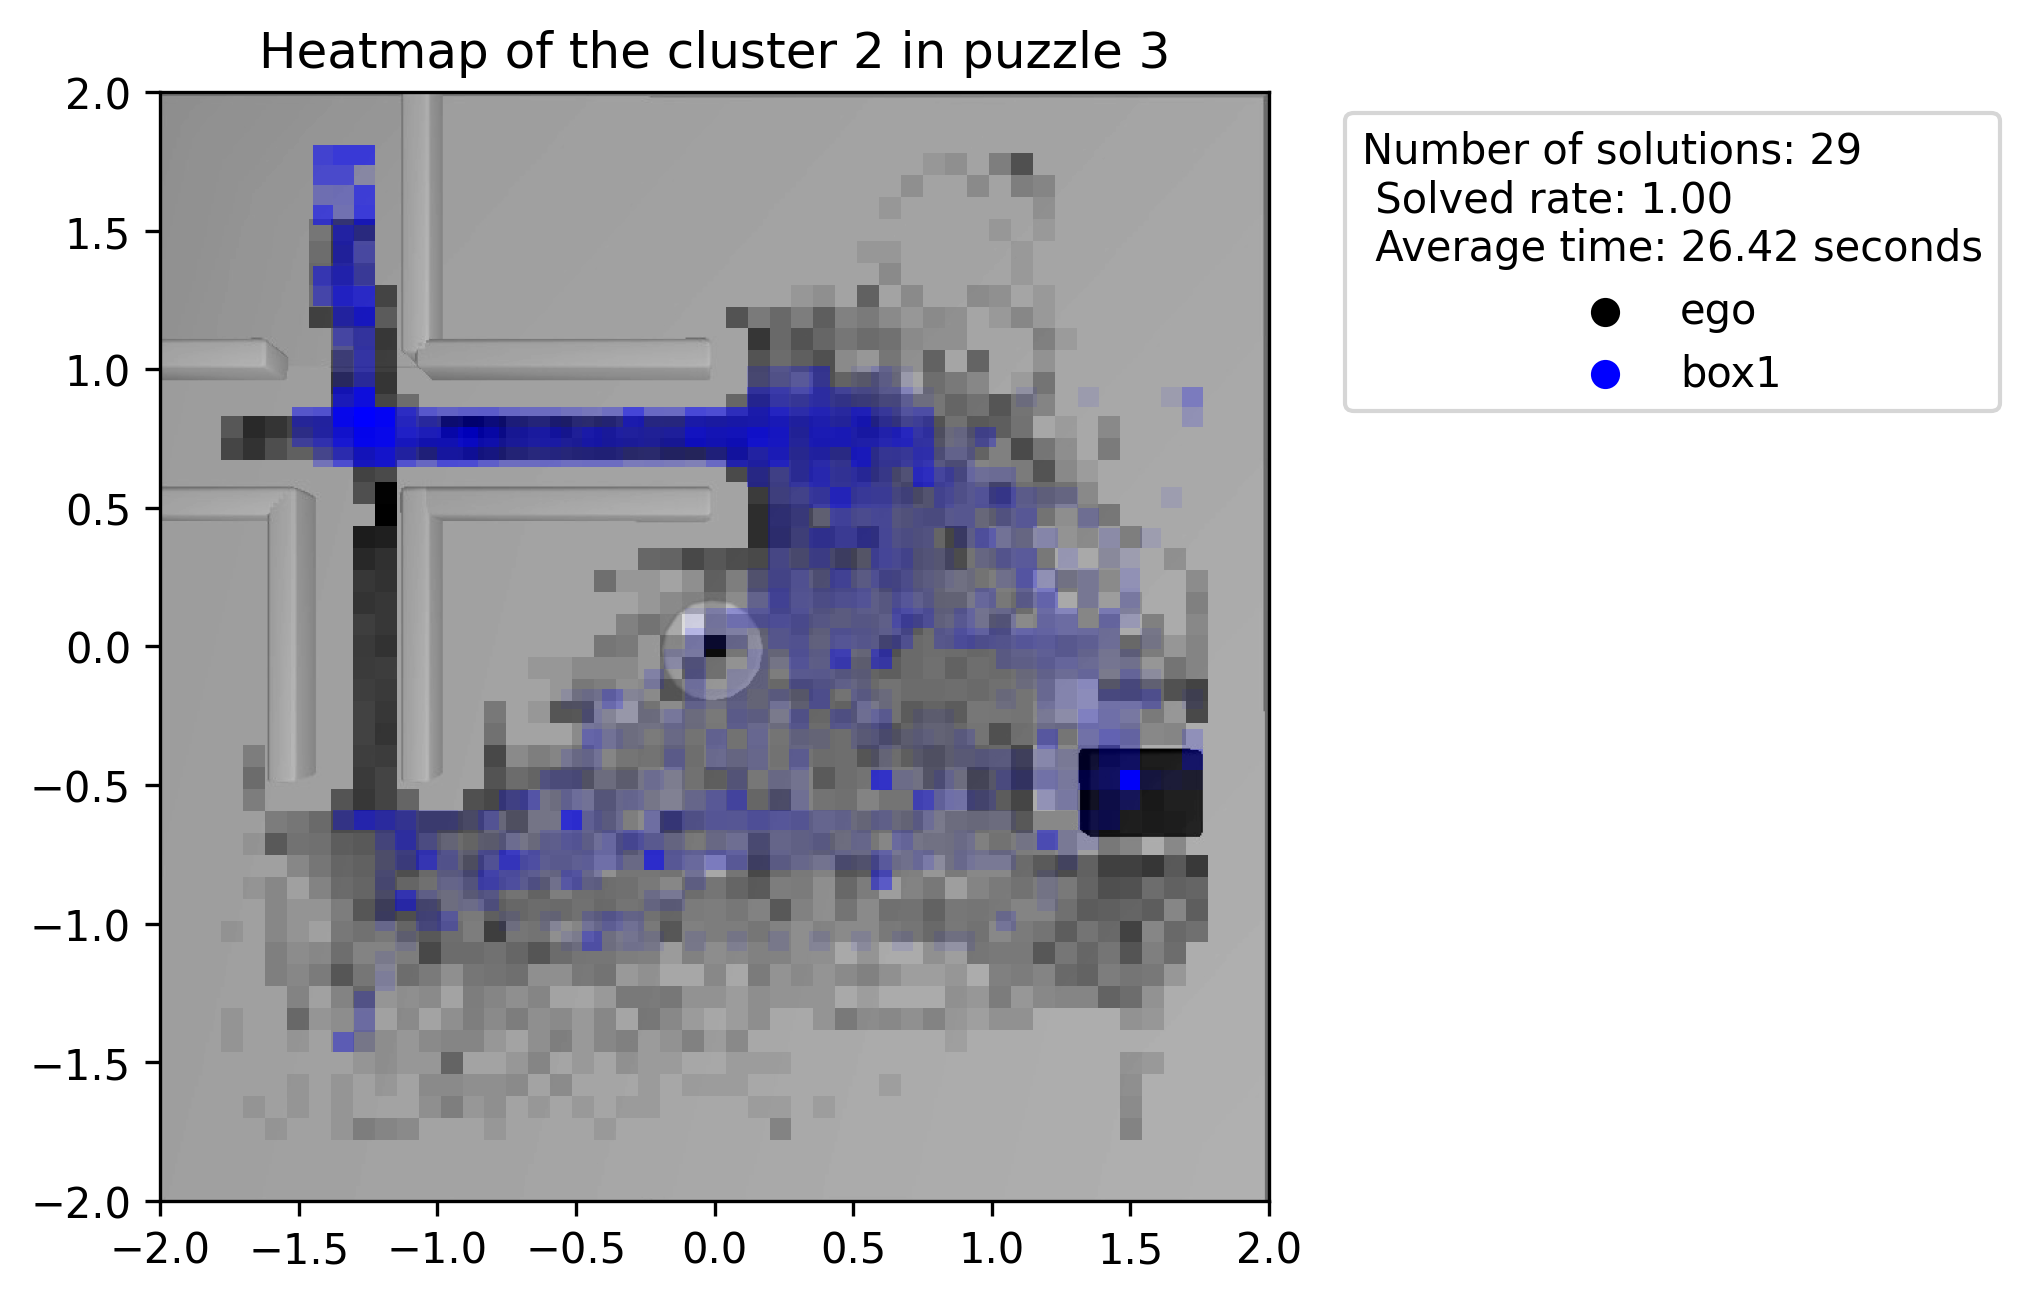 Heatmap of the cluster 2 in puzzle 3
2.0
1.5
1.0
0.5
0.0
−0.5
−1.0
−1.5
−2.0
−2.0 −1.5 −1.0 −0.5 0.0 0.5 1.0 1.5 2.0
Number of solutions: 29
Solved rate: 1.00
Average time: 26.42 seconds
ego
box1